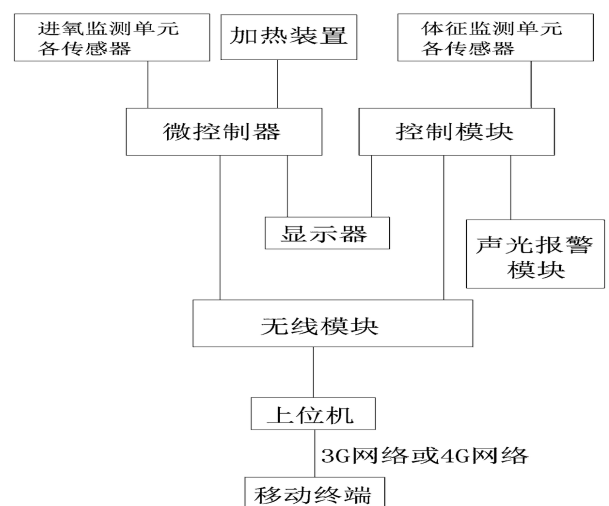 进氧监测单元
各传感器
加热装置
体征监测单元
各传感器
微控制器
控制模块
显示器
声光报警
模块
无线模块
上位机
3G网络或4G网络
移动终端